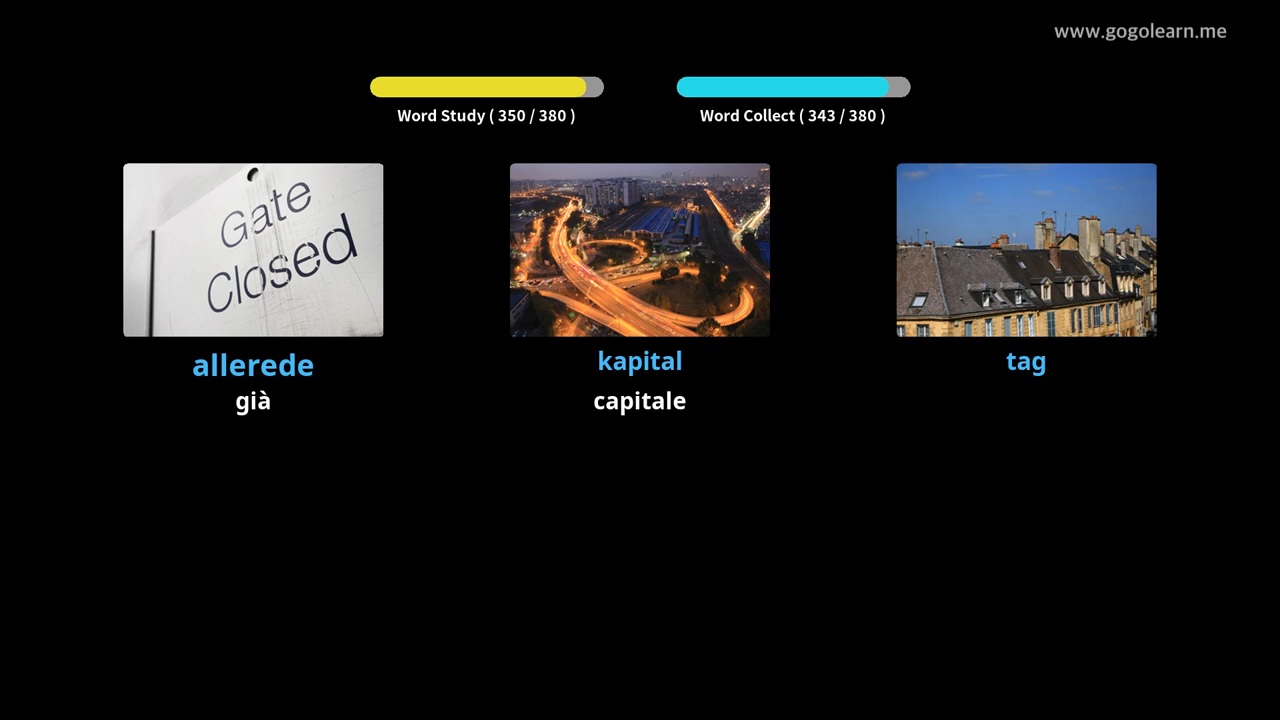 www.gogolearn.me
Word Study ( 350 / 380 )
Word Collect ( 343 / 380 )
Gate
Closed
allerede
già
kapital
capitale
tag